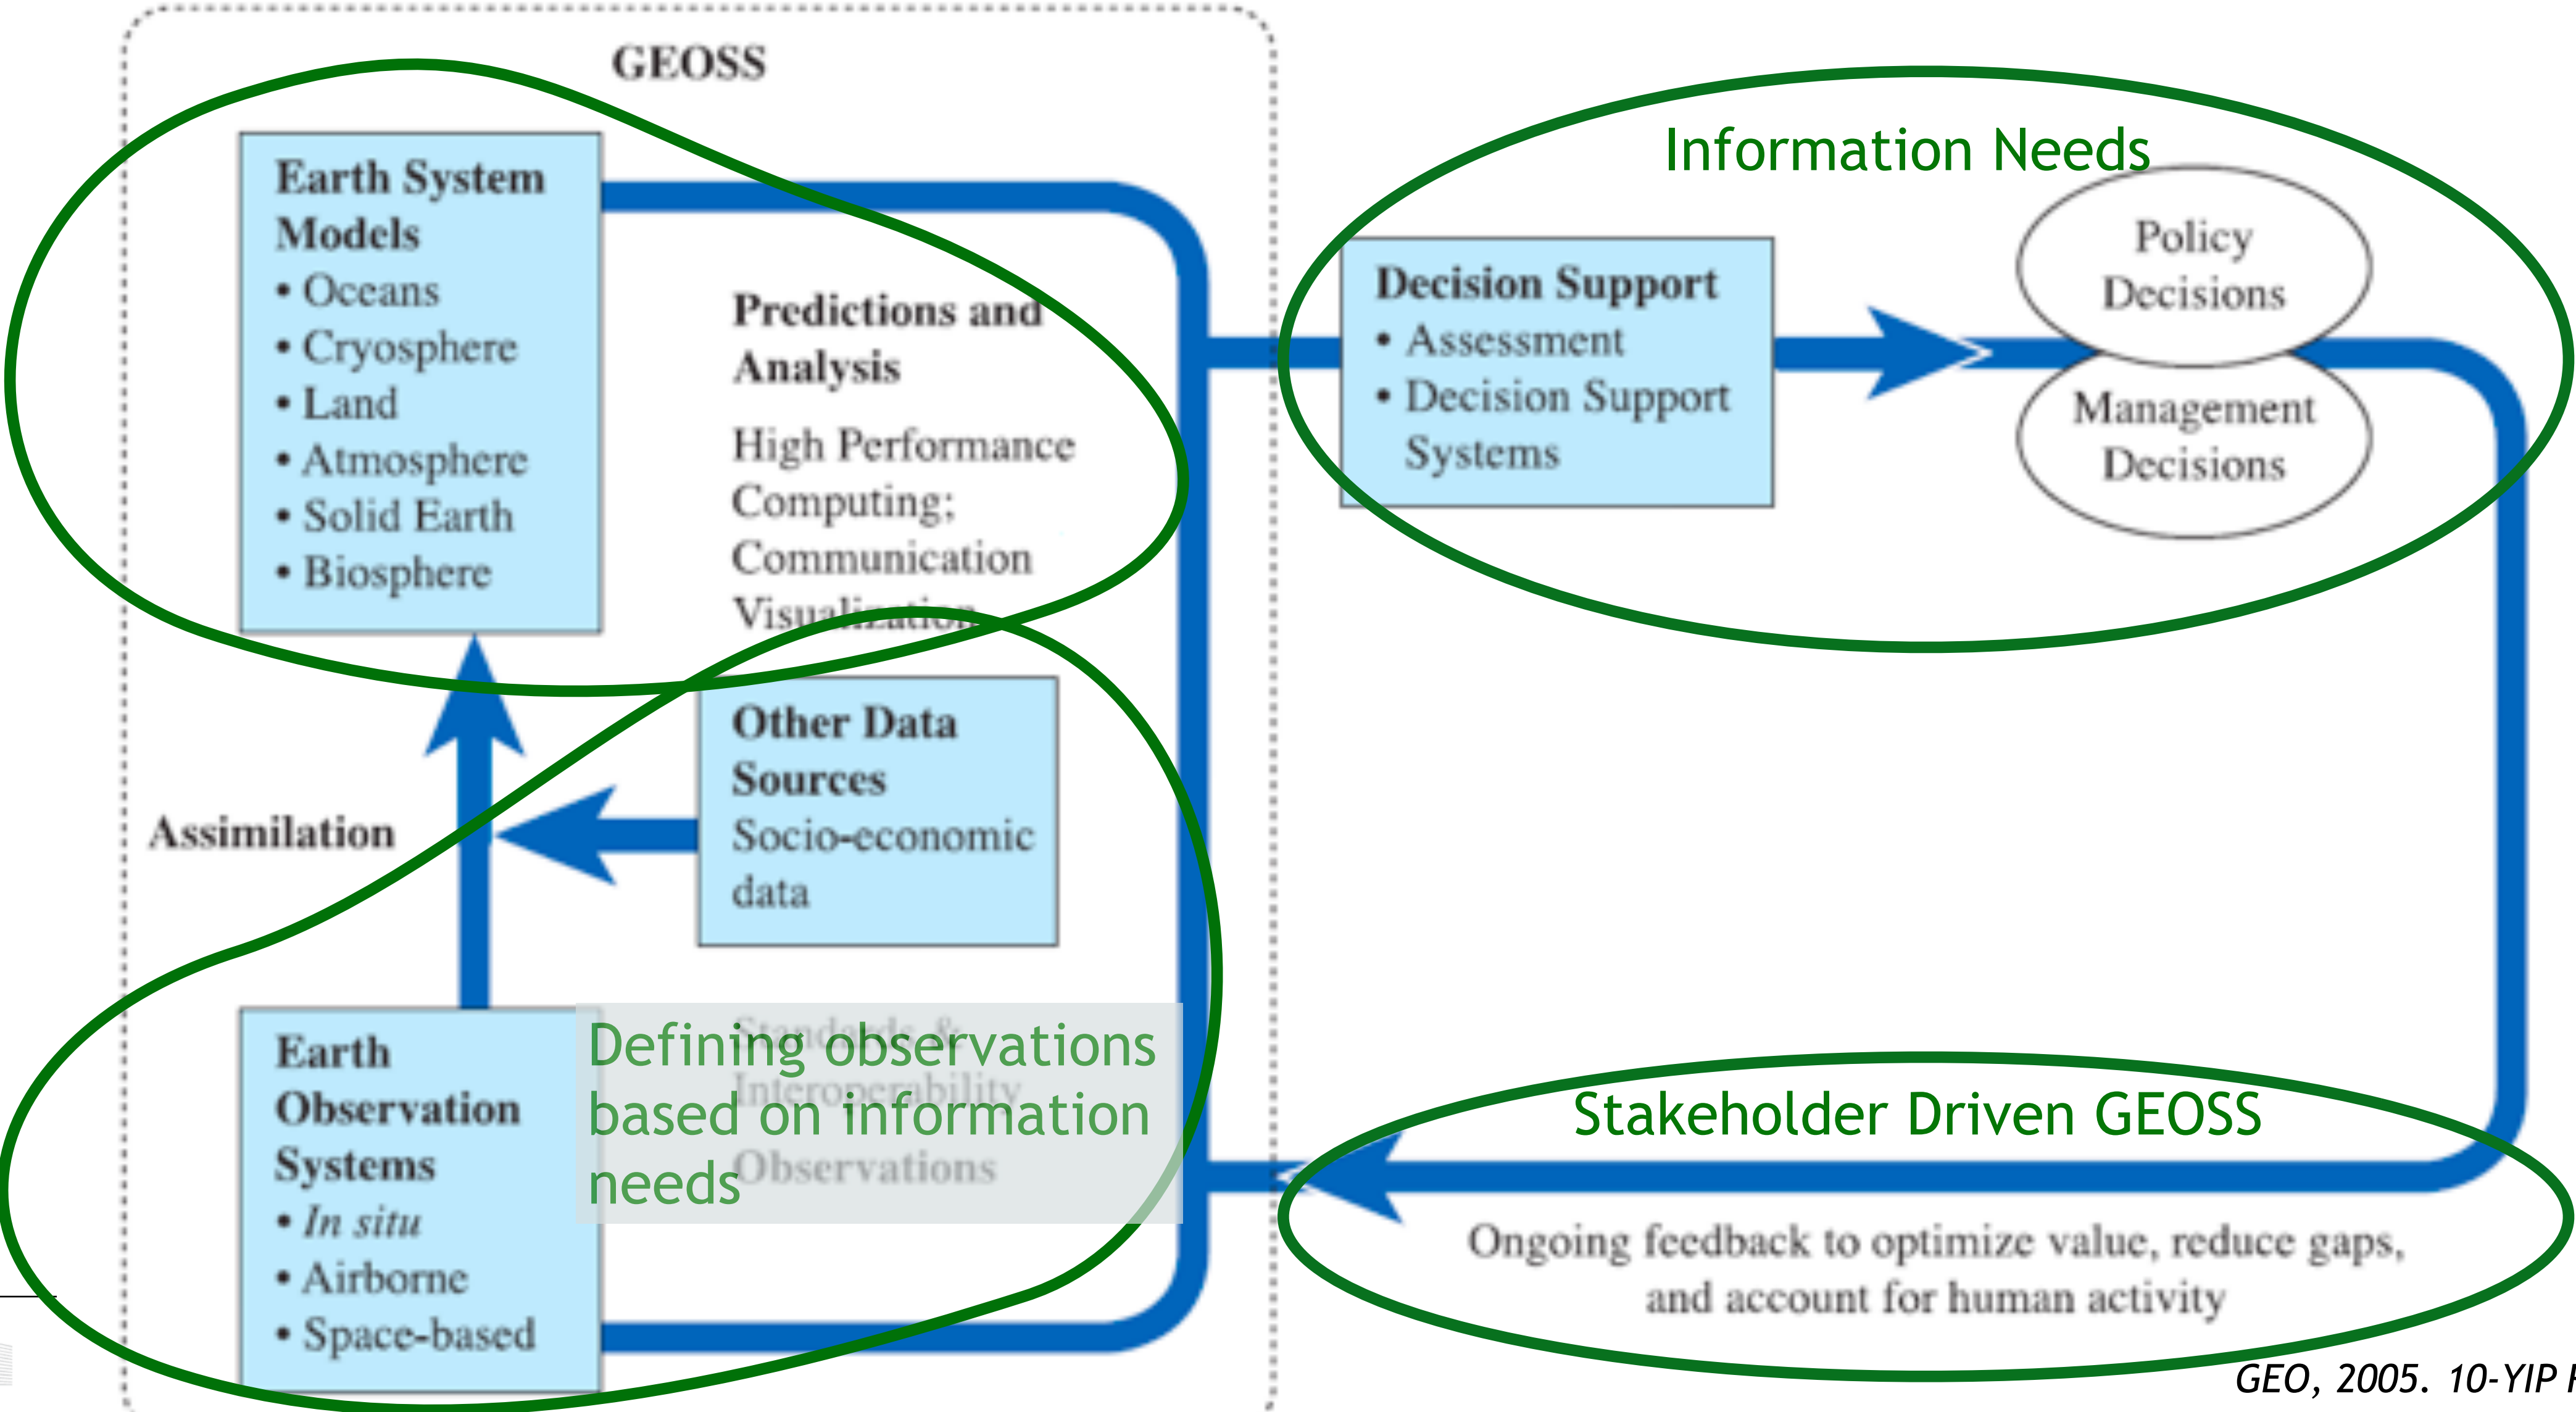 GEOSS
Earth System
Models
• Oceans
• Cryosphere
• Land
• Atmosphere
• Solid Earth
• Biosphere
Predictions and
Analysis
High Performance
Computing;
Communication
Visualization
Information Needs
Decision Support
• Assessment
• Decision Support
Systems
Policy
Decisions
Management
Decisions
Assimilation
Other Data
Sources
Socio-economic
data
Earth
Observation
Systems
• In situ
• Airborne
• Space-based
Standards &
Interoperability
Observations
Defining observations
based on information
needs
Stakeholder Driven GEOSS
Ongoing feedback to optimize value, reduce gaps,
and account for human activity
GEO, 2005. 10-YIP